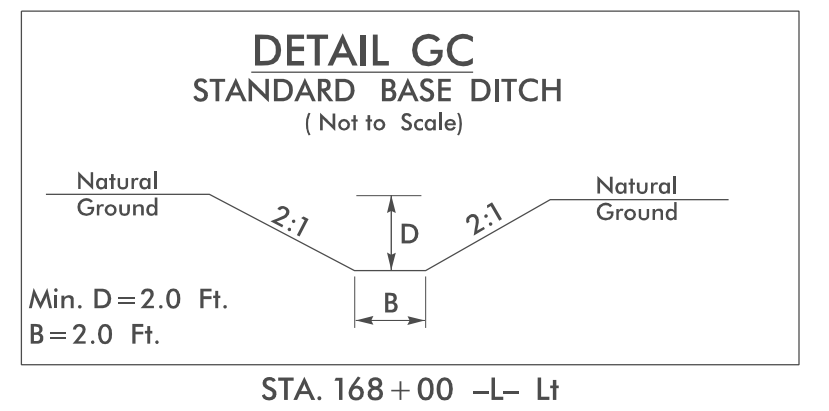 DETAIL GC
STANDARD BASE DITCH
( Not to Scale)
Natural
Ground
2:1
D
2:1
Natural
Ground
B
Min. D=2.0 Ft.
B=2.0 Ft.
STA. 168+00 -L- Lt